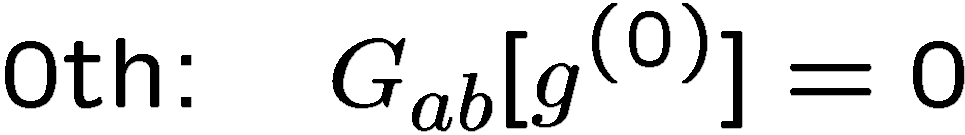 0th: $G_{ab}[g^{(0)}] = 0$